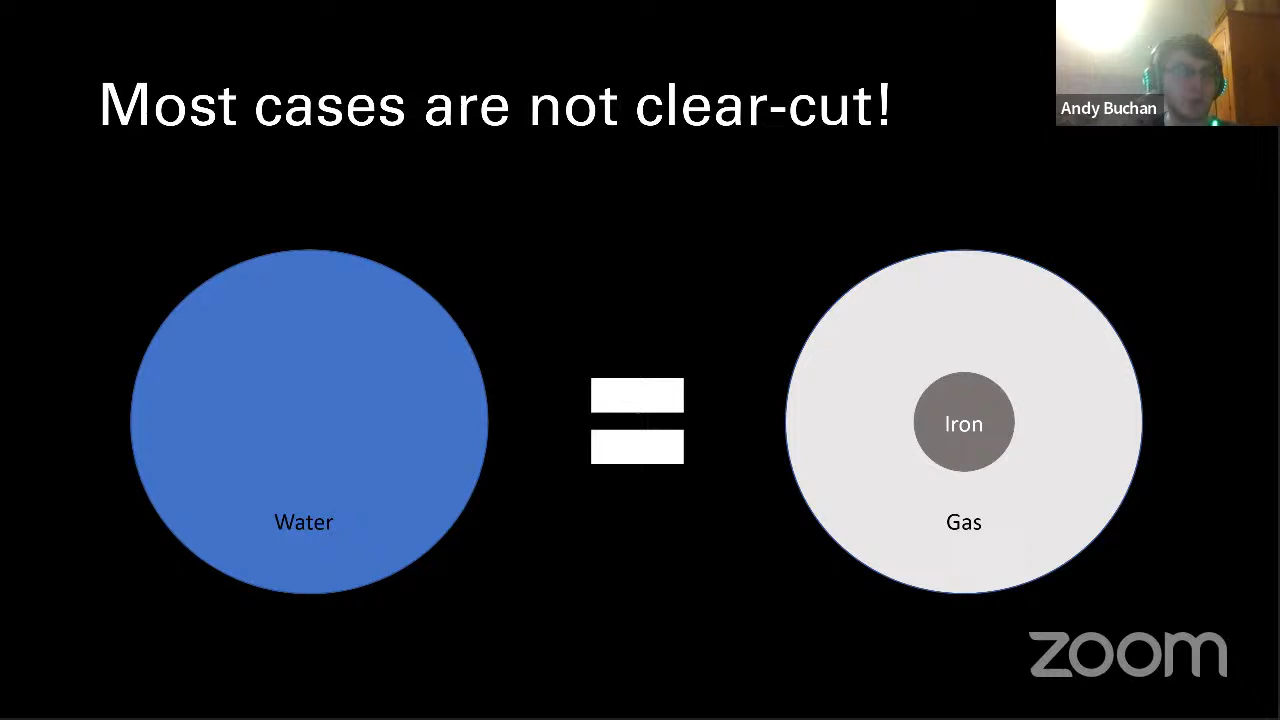 Most cases are not clear-cut!
Andy Buchan
Iron
Water
Gas
zoom